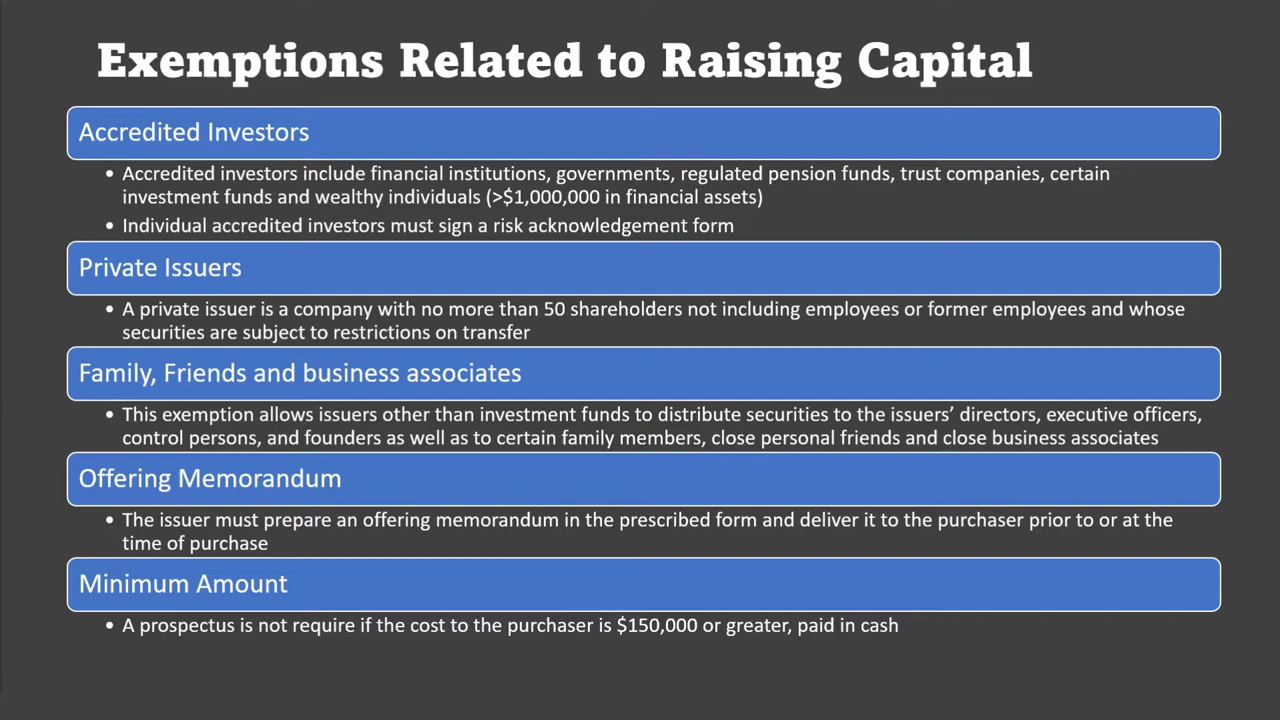 Exemptions Related to Raising Capital
Accredited Investors
• Accredited investors include financial institutions, governments, regulated pension funds, trust companies, certain
investment funds and wealthy individuals (>$1,000,000 in financial assets)
• Individual accredited investors must sign a risk acknowledgement form
Private Issuers
• A private issuer is a company with no more than 50 shareholders not including employees or former employees and whose
securities are subject to restrictions on transfer
Family, Friends and business associates
• This exemption allows issuers other than investment funds to distribute securities to the issuers’ directors, executive officers,
control persons, and founders as well as to certain family members, close personal friends and close business associates
Offering Memorandum
• The issuer must prepare an offering memorandum in the prescribed form and deliver it to the purchaser prior to or at the
time of purchase
Minimum Amount
• A prospectus is not require if the cost to the purchaser is $150,000 or greater, paid in cash